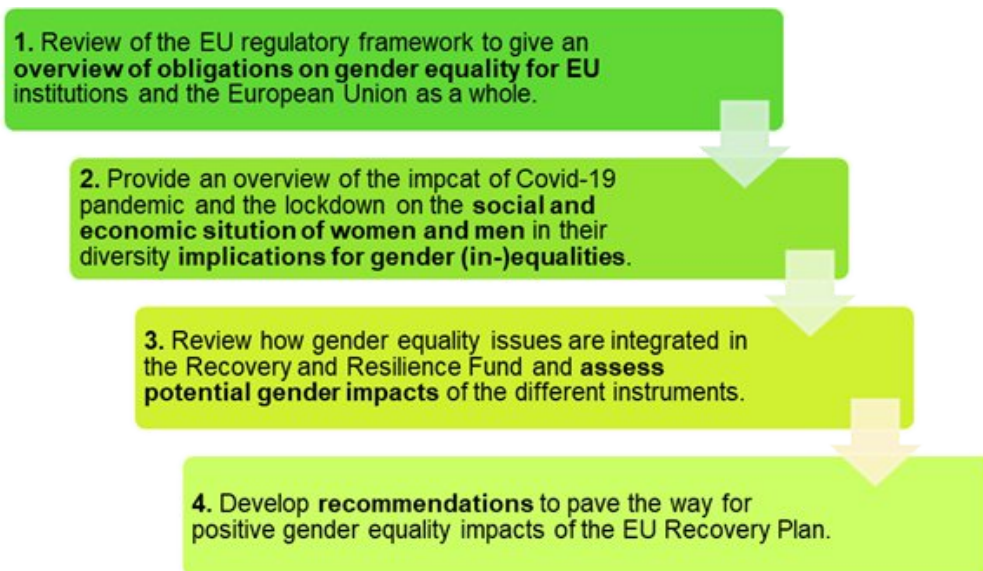 1. Review of the EU regulatory framework to give an
overview of obligations on gender equality for EU
institutions and the European Union as a whole.
2. Provide an overview of the impcat of Covid-19
pandemic and the lockdown on the social and
economic sitution of women and men in their
diversity implications for gender (in-)equalities.
3. Review how gender equality issues are integrated in
the Recovery and Resilience Fund and assess
potential gender impacts of the different instruments.
4. Develop recommendations to pave the way for
positive gender equality impacts of the EU Recovery Plan.